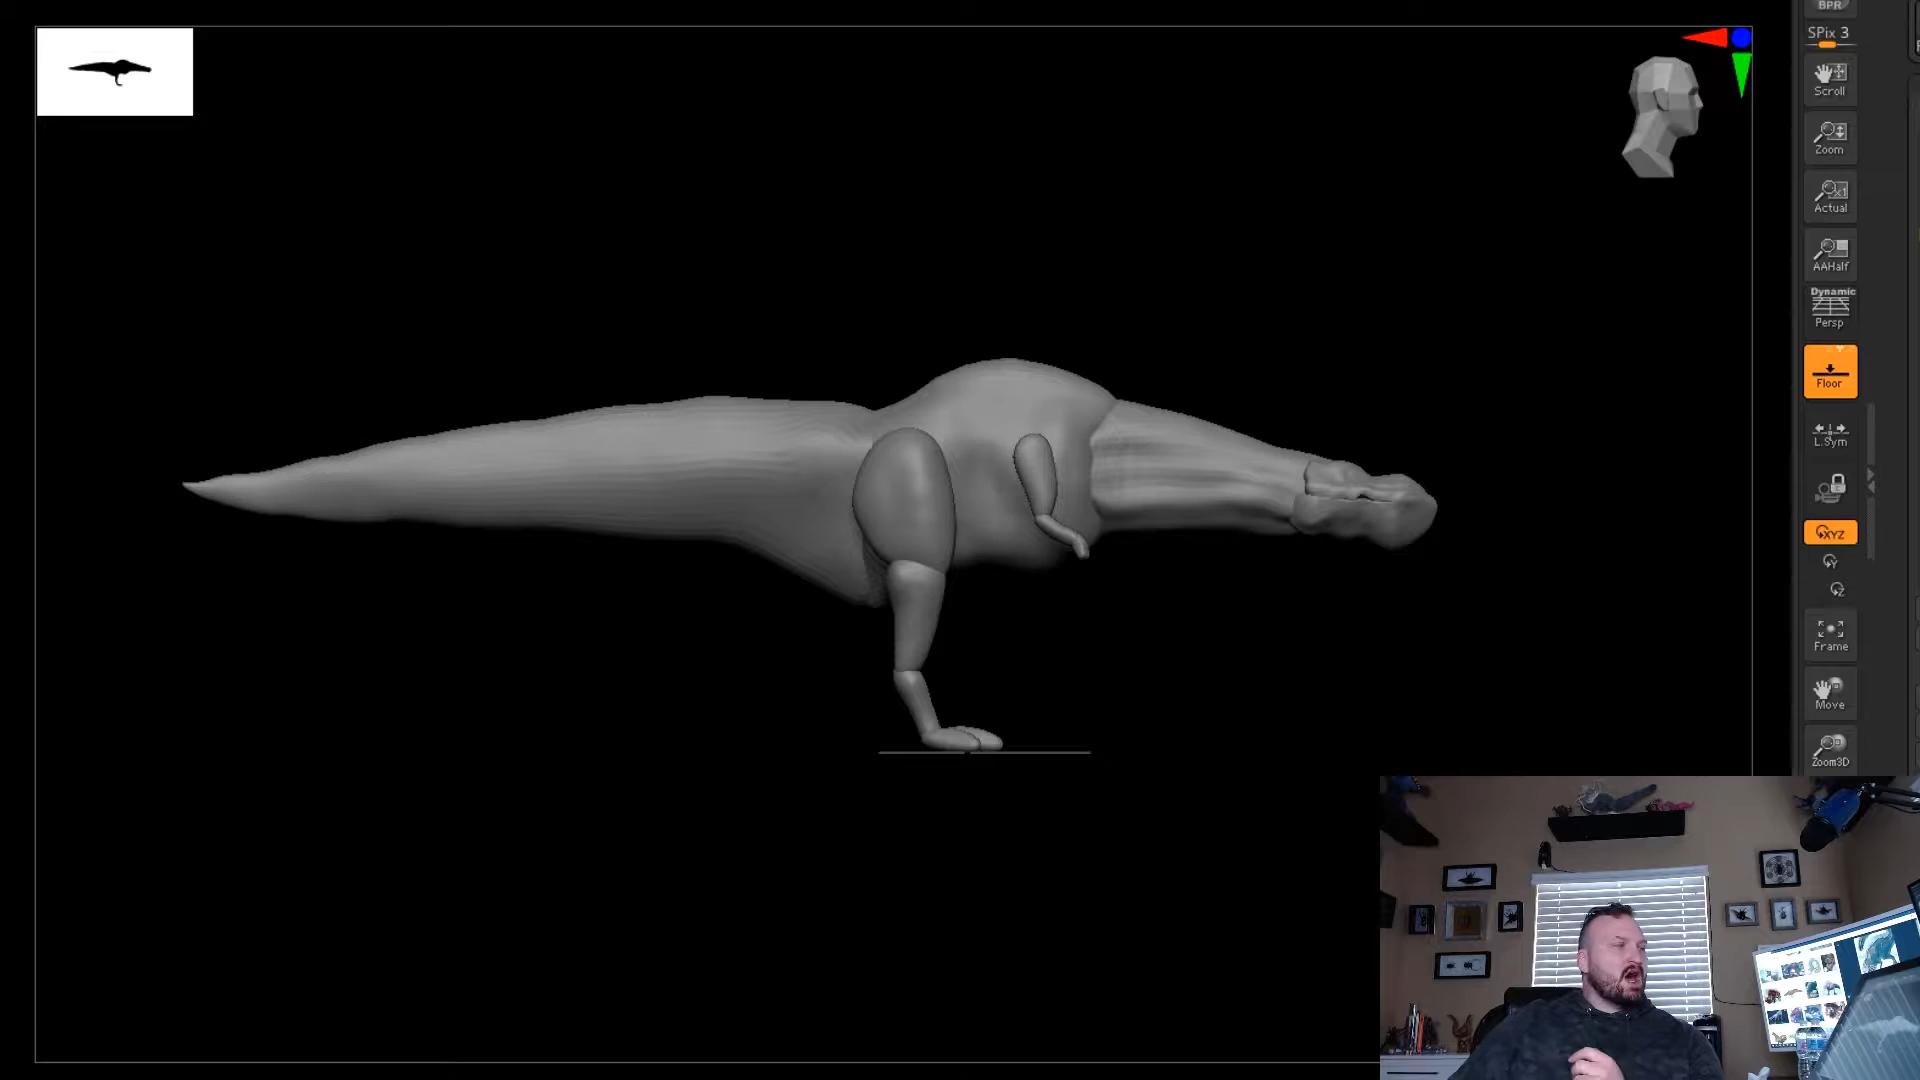 BPR
SPix 3
Scroll
Zoom
Actual
AAHalf
Dynamic
Persp
Floor
L.Sym
XYZ
Y
Z
Frame
Move
Zoom3D